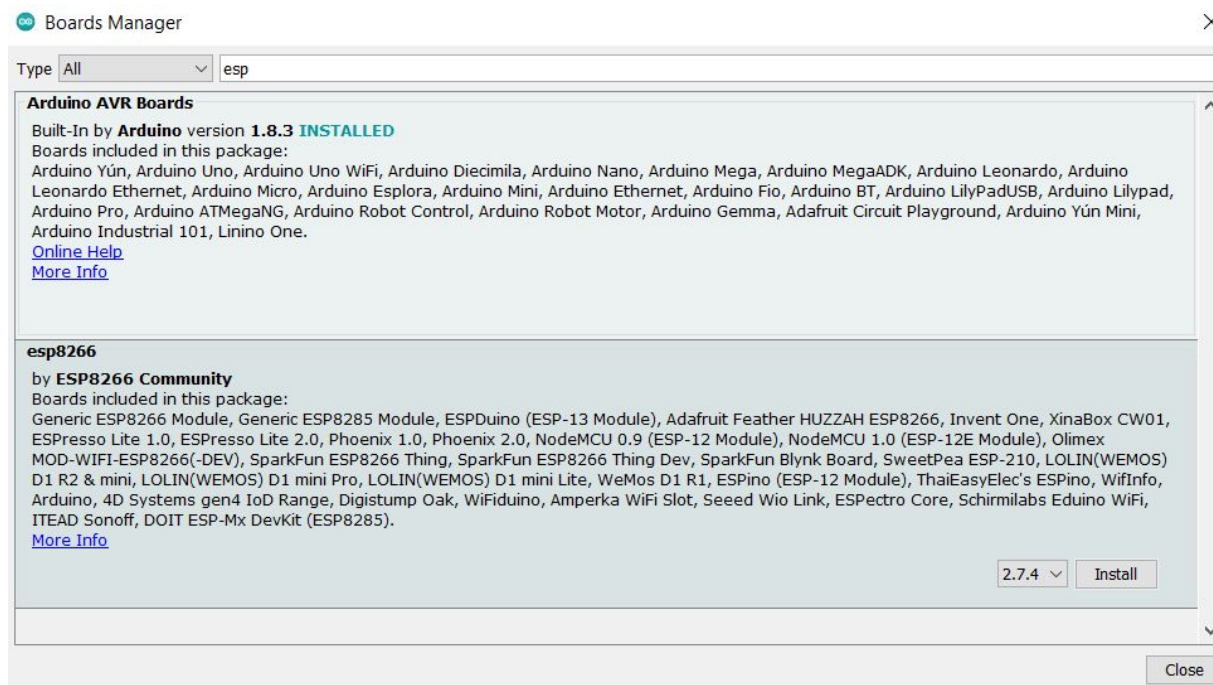 Boards Manager
Type All esp
Arduino AVR Boards
Built-In by Arduino version 1.8.3 INSTALLED
Boards included in this package:
Arduino Yún, Arduino Uno, Arduino Uno WiFi, Arduino Diecimila, Arduino Nano, Arduino Mega, Arduino MegaADK, Arduino Leonardo, Arduino
Leonardo Ethernet, Arduino Micro, Arduino Esplora, Arduino Mini, Arduino Ethernet, Arduino Fio, Arduino BT, Arduino LilyPadUSB, Arduino Lilypad,
Arduino Pro, Arduino ATMegaNG, Arduino Robot Control, Arduino Robot Motor, Arduino Gemma, Adafruit Circuit Playground, Arduino Yún Mini,
Arduino Industrial 101, Linino One.
Online Help
More Info
esp8266
by ESP8266 Community
Boards included in this package:
Generic ESP8266 Module, Generic ESP8285 Module, ESPDuino (ESP-13 Module), Adafruit Feather HUZZAH ESP8266, Invent One, XinaBox CW01,
ESPresso Lite 1.0, ESPresso Lite 2.0, Phoenix 1.0, Phoenix 2.0, NodeMCU 0.9 (ESP-12 Module), NodeMCU 1.0 (ESP-12E Module), Olimex
MOD-WIFI-ESP8266(-DEV), SparkFun ESP8266 Thing, SparkFun ESP8266 Thing Dev, SparkFun Blynk Board, SweetPea ESP-210, LOLIN(WEMOS)
D1 R2 & mini, LOLIN(WEMOS) D1 mini Pro, LOLIN(WEMOS) D1 mini Lite, WeMos D1 R1, ESPino (ESP-12 Module), ThaiEasyElec's ESPino, WifInfo,
Arduino, 4D Systems gen4 IoD Range, Digistump Oak, WiFiduino, Amperka WiFi Slot, Seeed Wio Link, ESPectro Core, Schirmilabs Eduino WiFi,
ITEAD Sonoff, DOIT ESP-Mx DevKit (ESP8285).
More Info
2.7.4 Install
Close